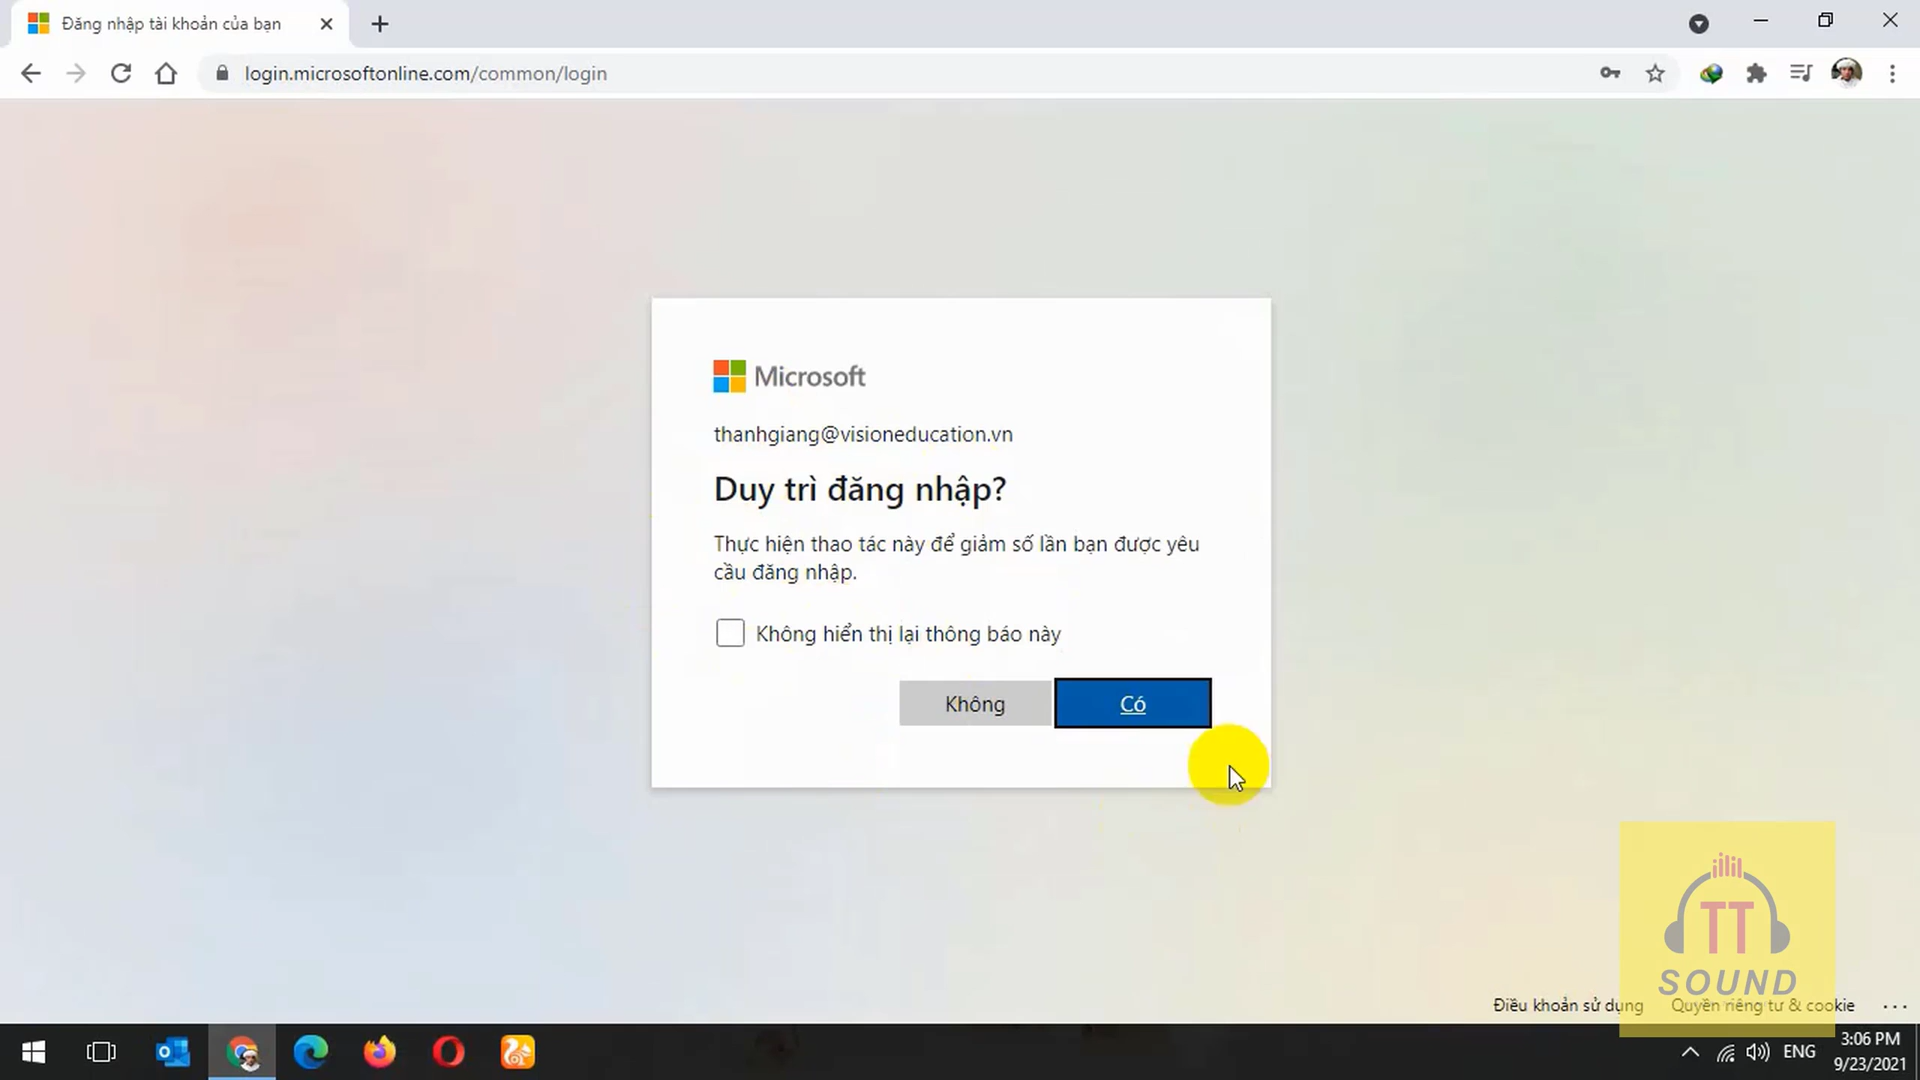 Đăng nhập tài khoản của bạn
login.microsoftonline.com/common/login
Microsoft
thanhgiang@visioneducation.vn
Duy trì đăng nhập?
Thực hiện thao tác này để giảm số lần bạn được yêu
cầu đăng nhập.
Không hiển thị lại thông báo này
Không
Có
TT
SOUND
Điều khoản sử dụng
Quyền riêng tư & cookie
ENG
3:06 PM
9/23/2021